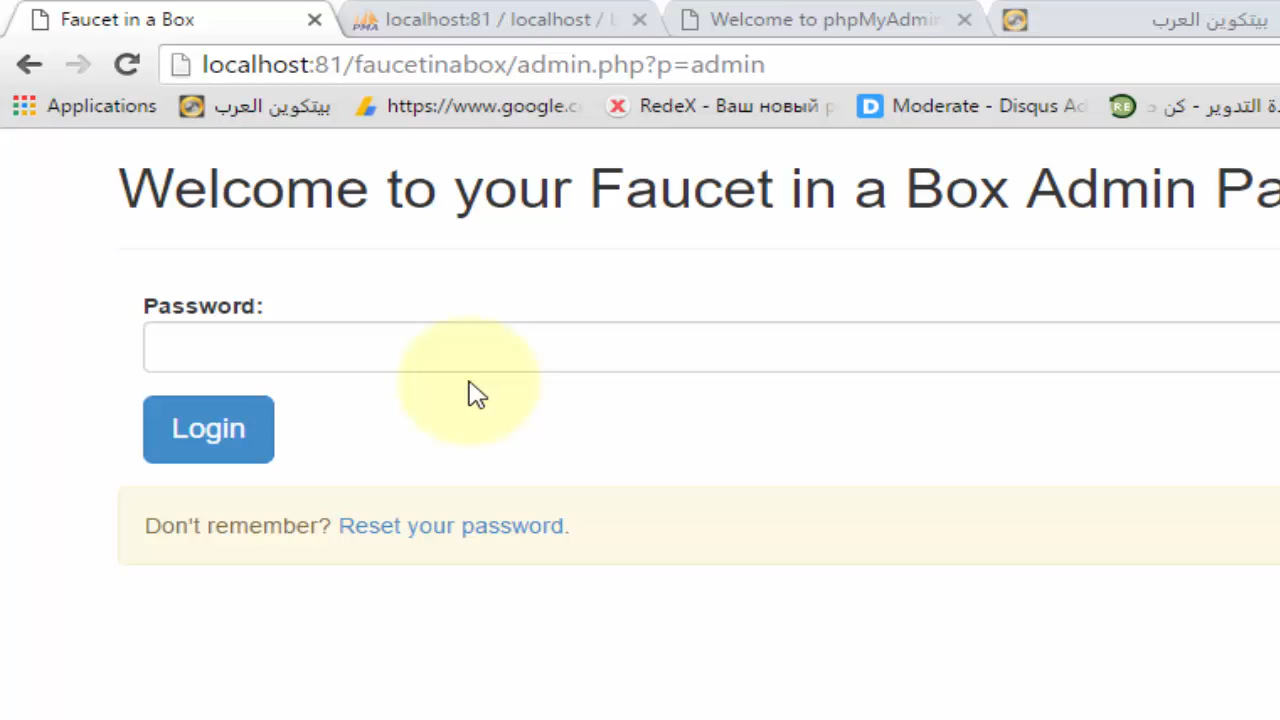 Faucet in a Box
localhost:81 / localhost /
Welcome to phpMyAdmin
بيتكوين العرب
localhost:81/faucetinabox/admin.php?p=admin
Applications
بيتكوين العرب
https://www.google.c
RedeX - Ваш новый
Moderate - Disqus Ad
ة التدوير - كن د
Welcome to your Faucet in a Box Admin Pa
Password:
Login
Don't remember? Reset your password.